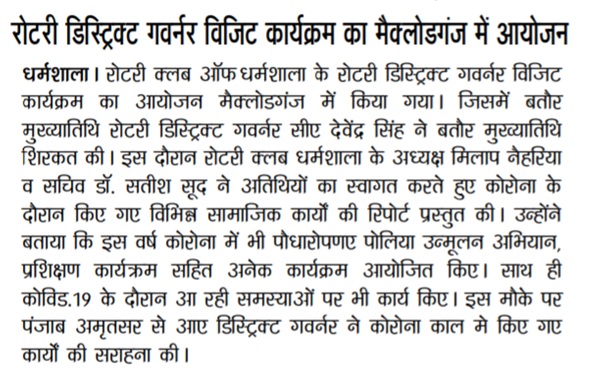 रोटरी डिस्ट्रिक्ट गवर्नर विजिट कार्यक्रम का मैक्लोडगंज में आयोजन
धर्मशाला। रोटरी क्लब ऑफ धर्मशाला के रोटरी डिस्ट्रिक्ट गवर्नर विजिट
कार्यक्रम का आयोजन मैक्लोडगंज में किया गया। जिसमें बतौर
मुख्यातिथि रोटरी डिस्ट्रिक्ट गवर्नर सीए देवेंद्र सिंह ने बतौर मुख्यातिथि
शिरकत की। इस दौरान रोटरी क्लब धर्मशाला के अध्यक्ष मिलाप नैहरिया
व सचिव डॉ. सतीश सूद ने अतिथियों का स्वागत करते हुए कोरोना के
दौरान किए गए विभिन्न सामाजिक कार्यों की रिपोर्ट प्रस्तुत की। उन्होंने
बताया कि इस वर्ष कोरोना में भी पौधारोपणए पोलिया उन्मूलन अभियान,
प्रशिक्षण कार्यक्रम सहित अनेक कार्यक्रम आयोजित किए। साथ ही
कोविड.19 के दौरान आ रही समस्याओं पर भी कार्य किए। इस मौके पर
पंजाब अमृतसर से आए डिस्ट्रिक्ट गवर्नर ने कोरोना काल मे किए गए
कार्यों की सराहना की।